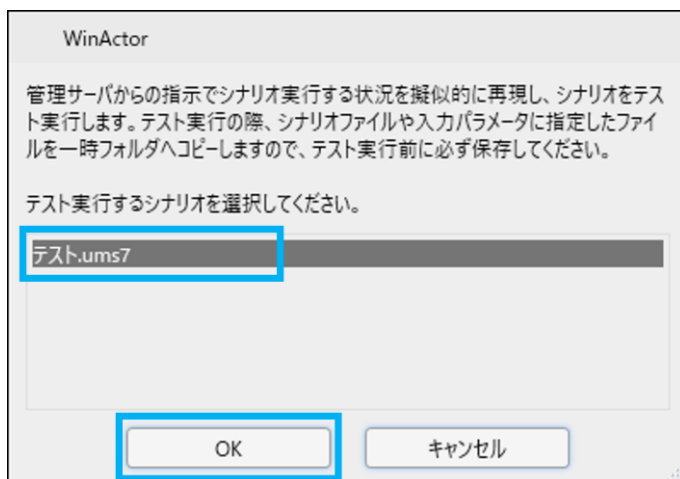 WinActor
管理サーバからの指示でシナリオ実行する状況を擬似的に再現し、シナリオをテス
ト実行します。テスト実行の際、シナリオファイルや入力パラメータに指定したファイ
ルを一時フォルダへコピーしますので、テスト実行前に必ず保存してください。
テスト実行するシナリオを選択してください。
テスト.ums7
OK
キャンセル